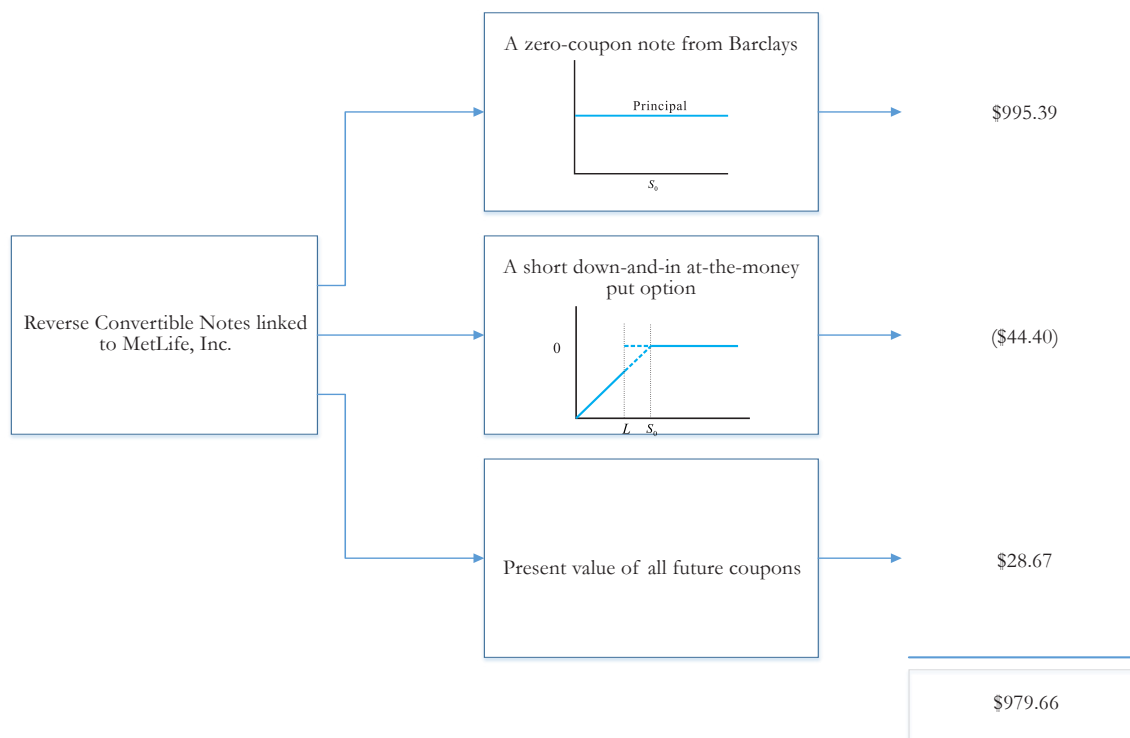 A zero-coupon note from Barclays
Principal
S₀
$995.39
Reverse Convertible Notes linked
to MetLife, Inc.
A short down-and-in at-the-money
put option
0
L S₀
($44.40)
Present value of all future coupons
$28.67
$979.66